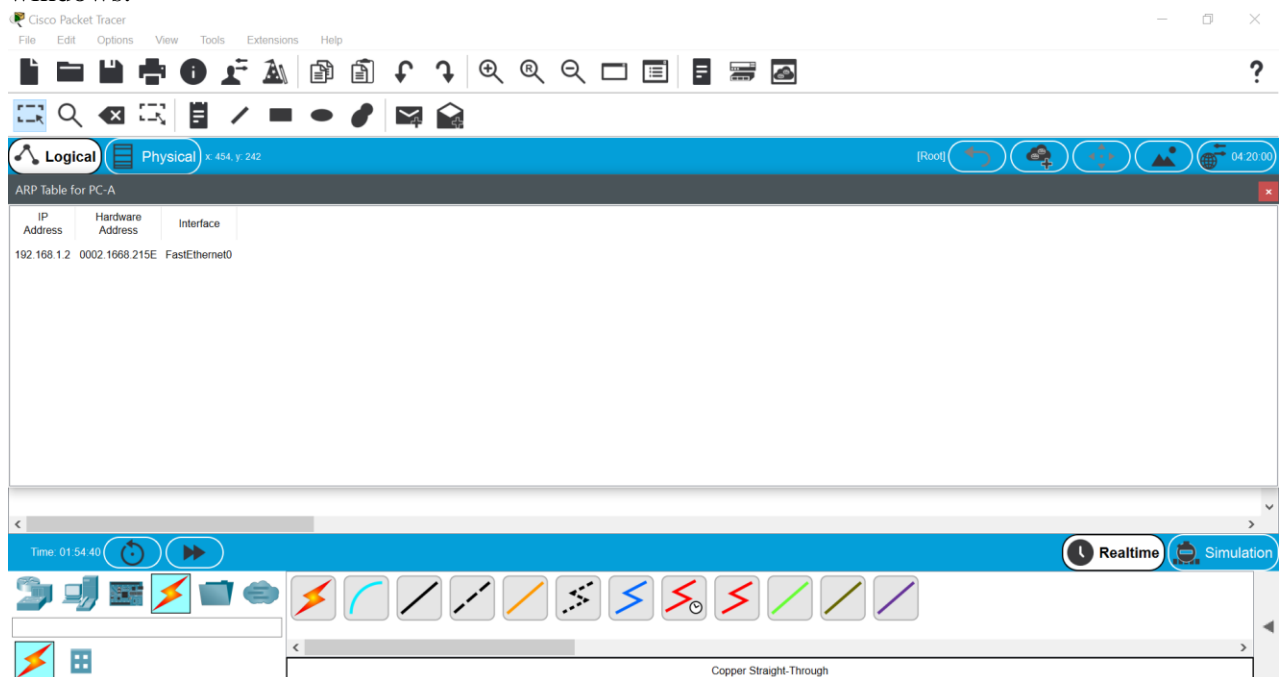 Cisco Packet Tracer
File Edit Options View Tools Extensions Help
Logical Physical x: 454, y: 242 [Root] 04:20:00
ARP Table for PC-A
IP Address Hardware Address Interface
192.168.1.2 0002.1668.215E FastEthernet0
Time: 01:54:40 Realtime Simulation
Copper Straight-Through